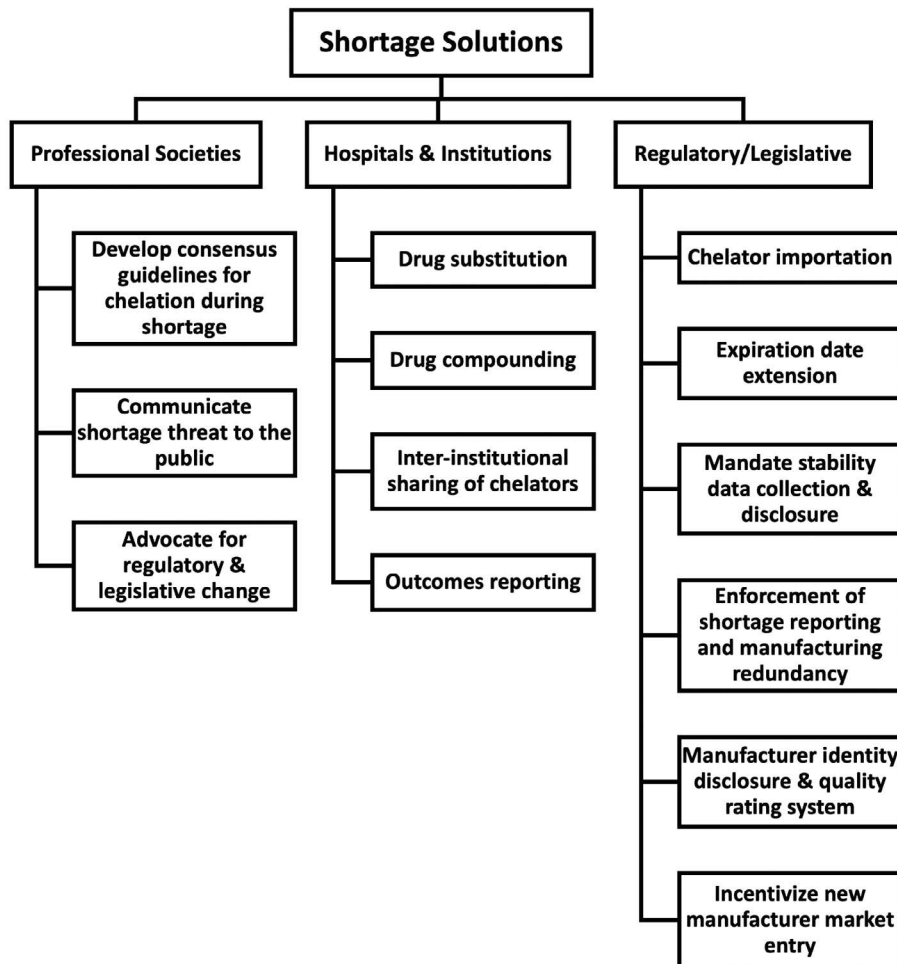 Shortage Solutions
Professional Societies
Develop consensus
guidelines for
chelation during
shortage
Communicate
shortage threat to the
public
Advocate for
regulatory &
legislative change
Hospitals & Institutions
Drug substitution
Drug compounding
Inter-institutional
sharing of chelators
Outcomes reporting
Regulatory/Legislative
Chelator importation
Expiration date
extension
Mandate stability
data collection &
disclosure
Enforcement of
shortage reporting
and manufacturing
redundancy
Manufacturer identity
disclosure & quality
rating system
Incentivize new
manufacturer market
entry